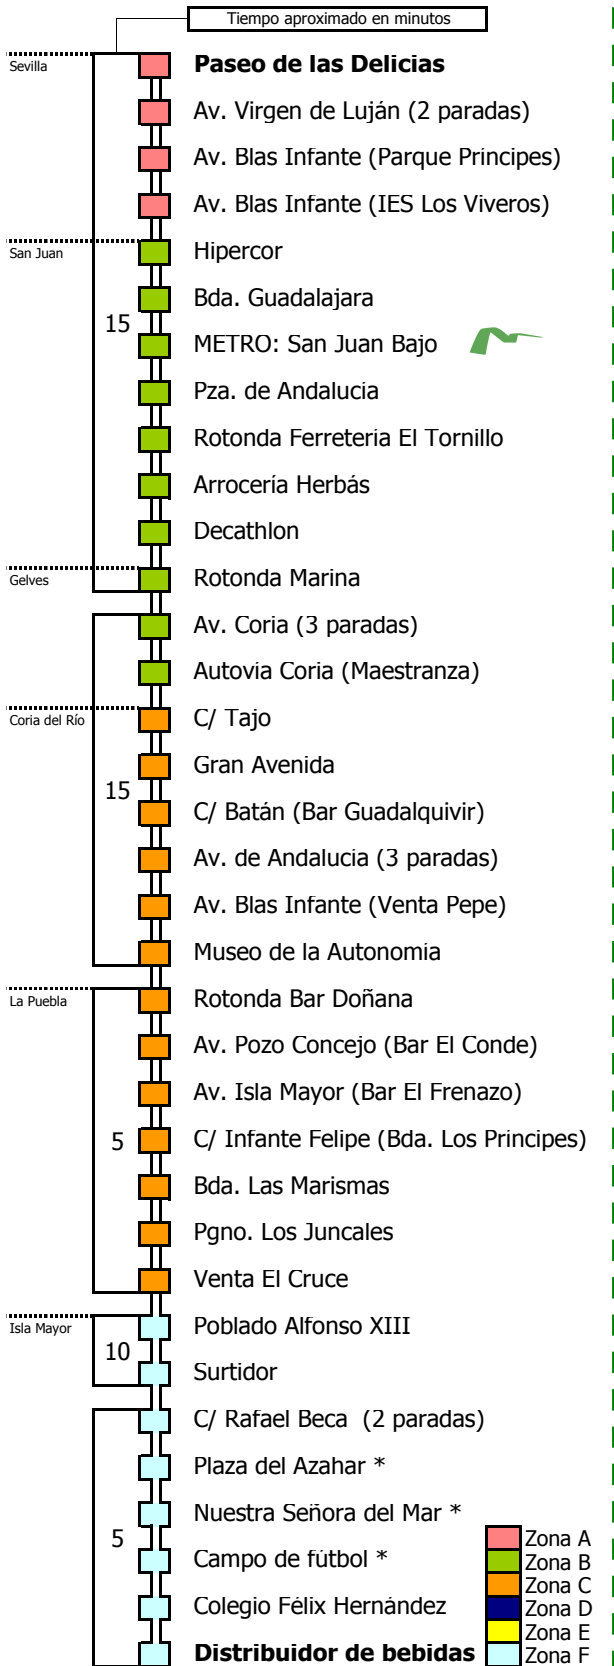 Tiempo aproximado en minutos
Sevilla
Paseo de las Delicias
Av. Virgen de Luján (2 paradas)
Av. Blas Infante (Parque Principes)
Av. Blas Infante (IES Los Viveros)
San Juan
Hipercor
Bda. Guadalajara
15
METRO: San Juan Bajo
Pza. de Andalucia
Rotonda Ferreteria El Tornillo
Arrocería Herbás
Decathlon
Gelves
Rotonda Marina
Av. Coria (3 paradas)
Autovia Coria (Maestranza)
Coria del Río
C/ Tajo
Gran Avenida
15
C/ Batán (Bar Guadalquivir)
Av. de Andalucia (3 paradas)
Av. Blas Infante (Venta Pepe)
Museo de la Autonomia
La Puebla
Rotonda Bar Doñana
Av. Pozo Concejo (Bar El Conde)
Av. Isla Mayor (Bar El Frenazo)
5
C/ Infante Felipe (Bda. Los Principes)
Bda. Las Marismas
Pgno. Los Juncales
Venta El Cruce
Isla Mayor
Poblado Alfonso XIII
10
Surtidor
C/ Rafael Beca (2 paradas)
Plaza del Azahar *
Nuestra Señora del Mar *
5
Campo de fútbol *
Colegio Félix Hernández
Distribuidor de bebidas
Zona A
Zona B
Zona C
Zona D
Zona E
Zona F